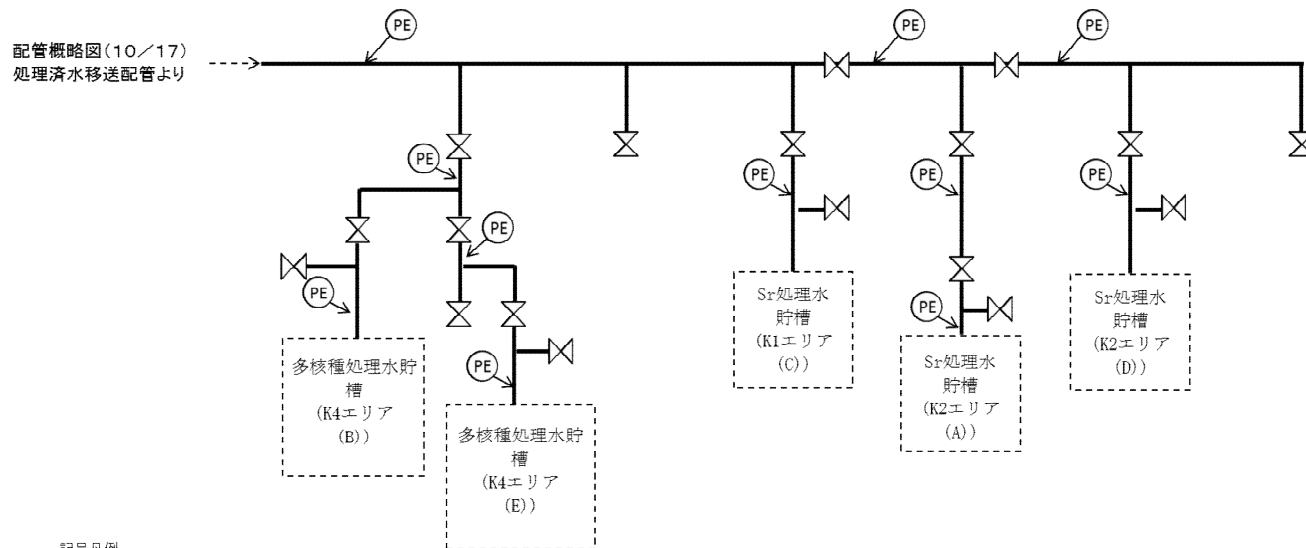 配管概略図(10/17)
処理済水移送配管より
PE
PE
PE
PE
PE
PE
PE
PE
PE
PE
PE
PE
多核種処理水貯
槽
(K4エリア
(B))
多核種処理水貯
槽
(K4エリア
(E))
Sr処理水
貯槽
(K1エリア
(C))
Sr処理水
貯槽
(K2エリア
(A))
Sr処理水
貯槽
(K2エリア
(D))